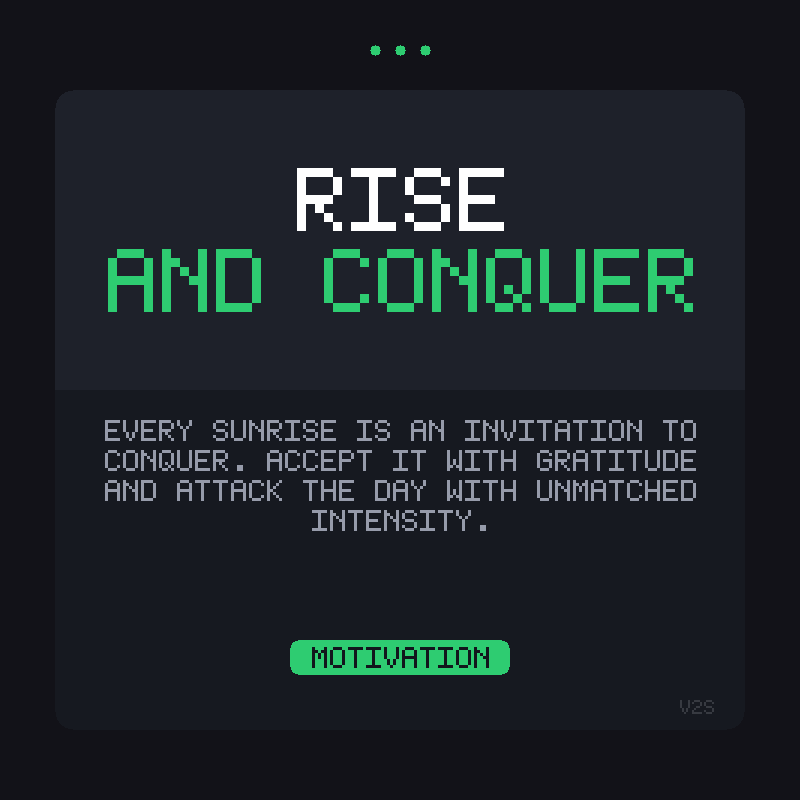 RISE
AND CONQUER
EVERY SUNRISE IS AN INVITATION TO
CONQUER. ACCEPT IT WITH GRATITUDE
AND ATTACK THE DAY WITH UNMATCHED
INTENSITY.
MOTIVATION
V2S